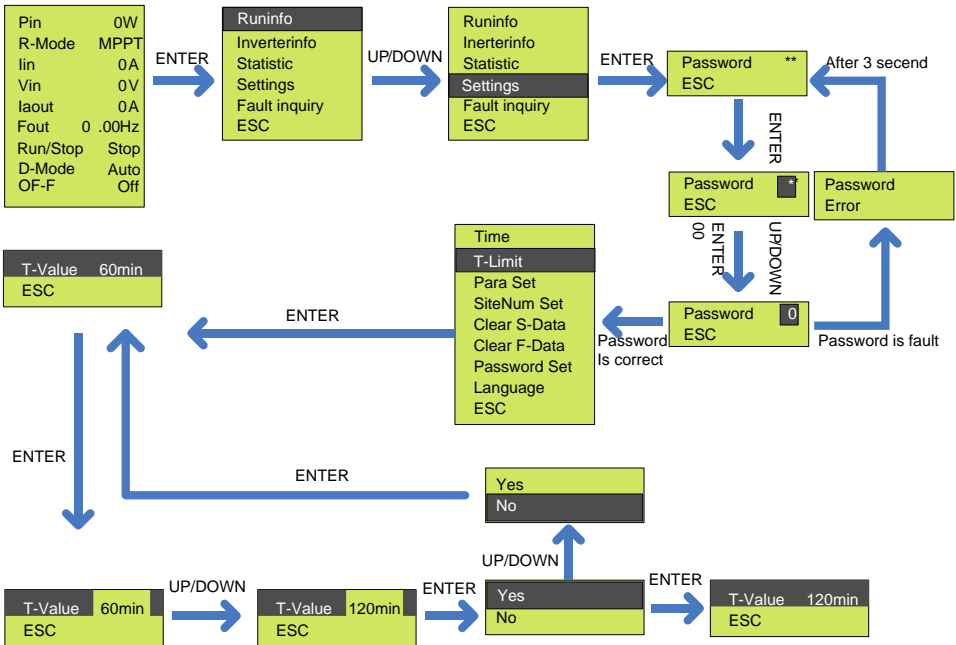 Pin 0W
R-Mode MPPT
Iin 0A
Vin 0V
Iaout 0A
Fout 0 .00Hz
Run/Stop Stop
D-Mode Auto
OF-F Off
ENTER
Runinfo
Inverterinfo
Statistic
Settings
Fault inquiry
ESC
UP/DOWN
Runinfo
Inerterinfo
Statistic
Settings
Fault inquiry
ESC
ENTER
Password **
ESC
After 3 secend
ENTER
Password **
ESC
Password
Error
UP/DOWN
ENTER
00
Password 0
ESC
Password is fault
Password
Is correct
Time
T-Limit
Para Set
SiteNum Set
Clear S-Data
Clear F-Data
Password Set
Language
ESC
ENTER
T-Value 60min
ESC
ENTER
ENTER
Yes
No
UP/DOWN
T-Value 60min
ESC
UP/DOWN
T-Value 120min
ESC
ENTER
Yes
No
ENTER
T-Value 120min
ESC